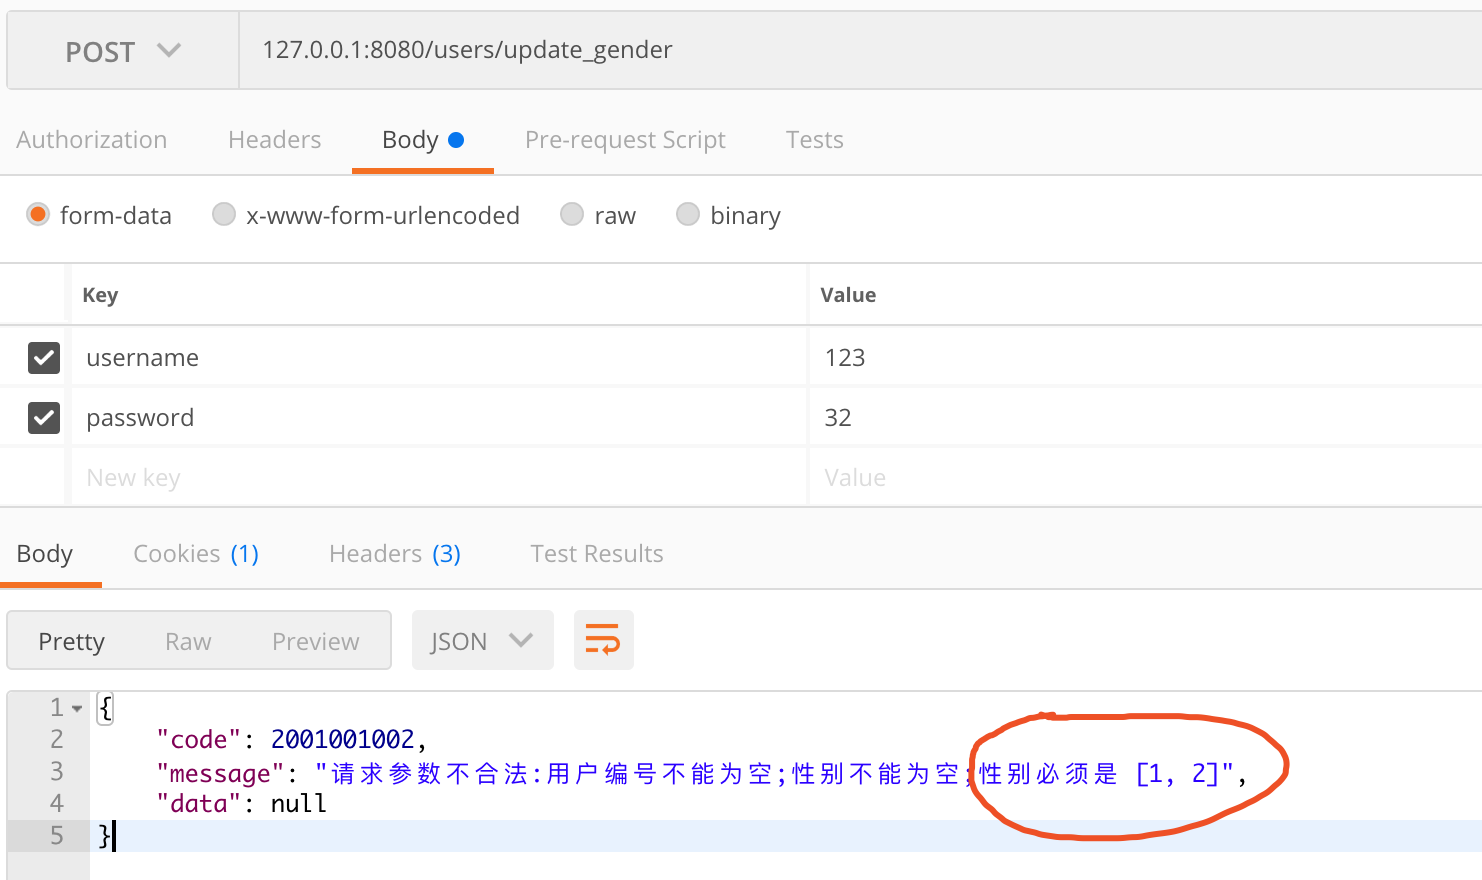 POST 127.0.0.1:8080/users/update_gender
Authorization Headers Body Pre-request Script Tests
form-data x-www-form-urlencoded raw binary
Key Value
username 123
password 32
New key Value
Body Cookies (1) Headers (3) Test Results
Pretty Raw Preview JSON
1 {
2 "code": 2001001002,
3 "message": "请求参数不合法:用户编号不能为空;性别不能为空;性别必须是 [1, 2]",
4 "data": null
5 }